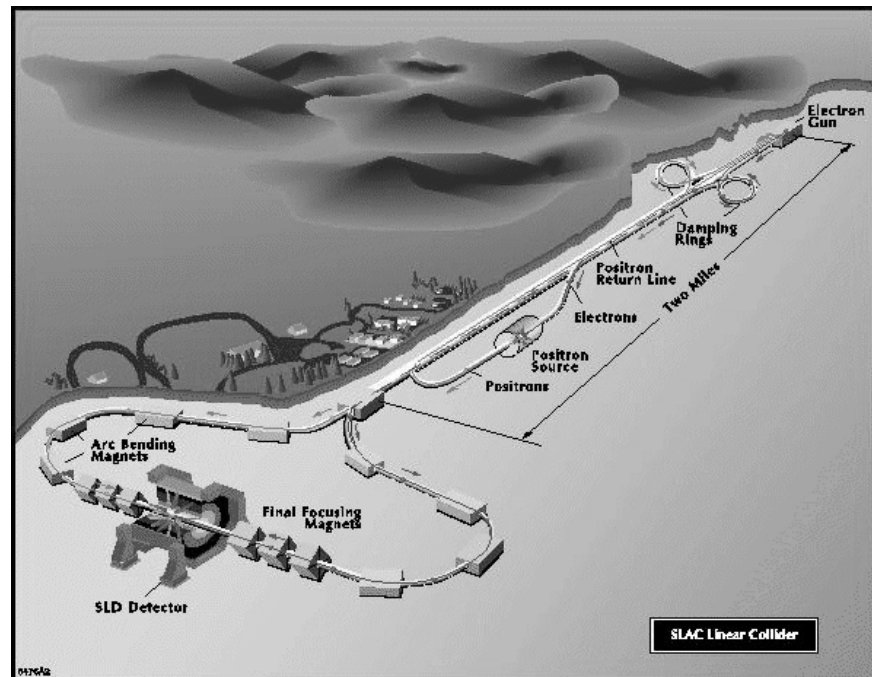 Electron
Gun
Damping
Rings
Positron
Return Line
Two Miles
Electrons
Positron
Source
Positrons
Arc Bending
Magnets
Final Focusing
Magnets
SLD Detector
SLAC Linear Collider